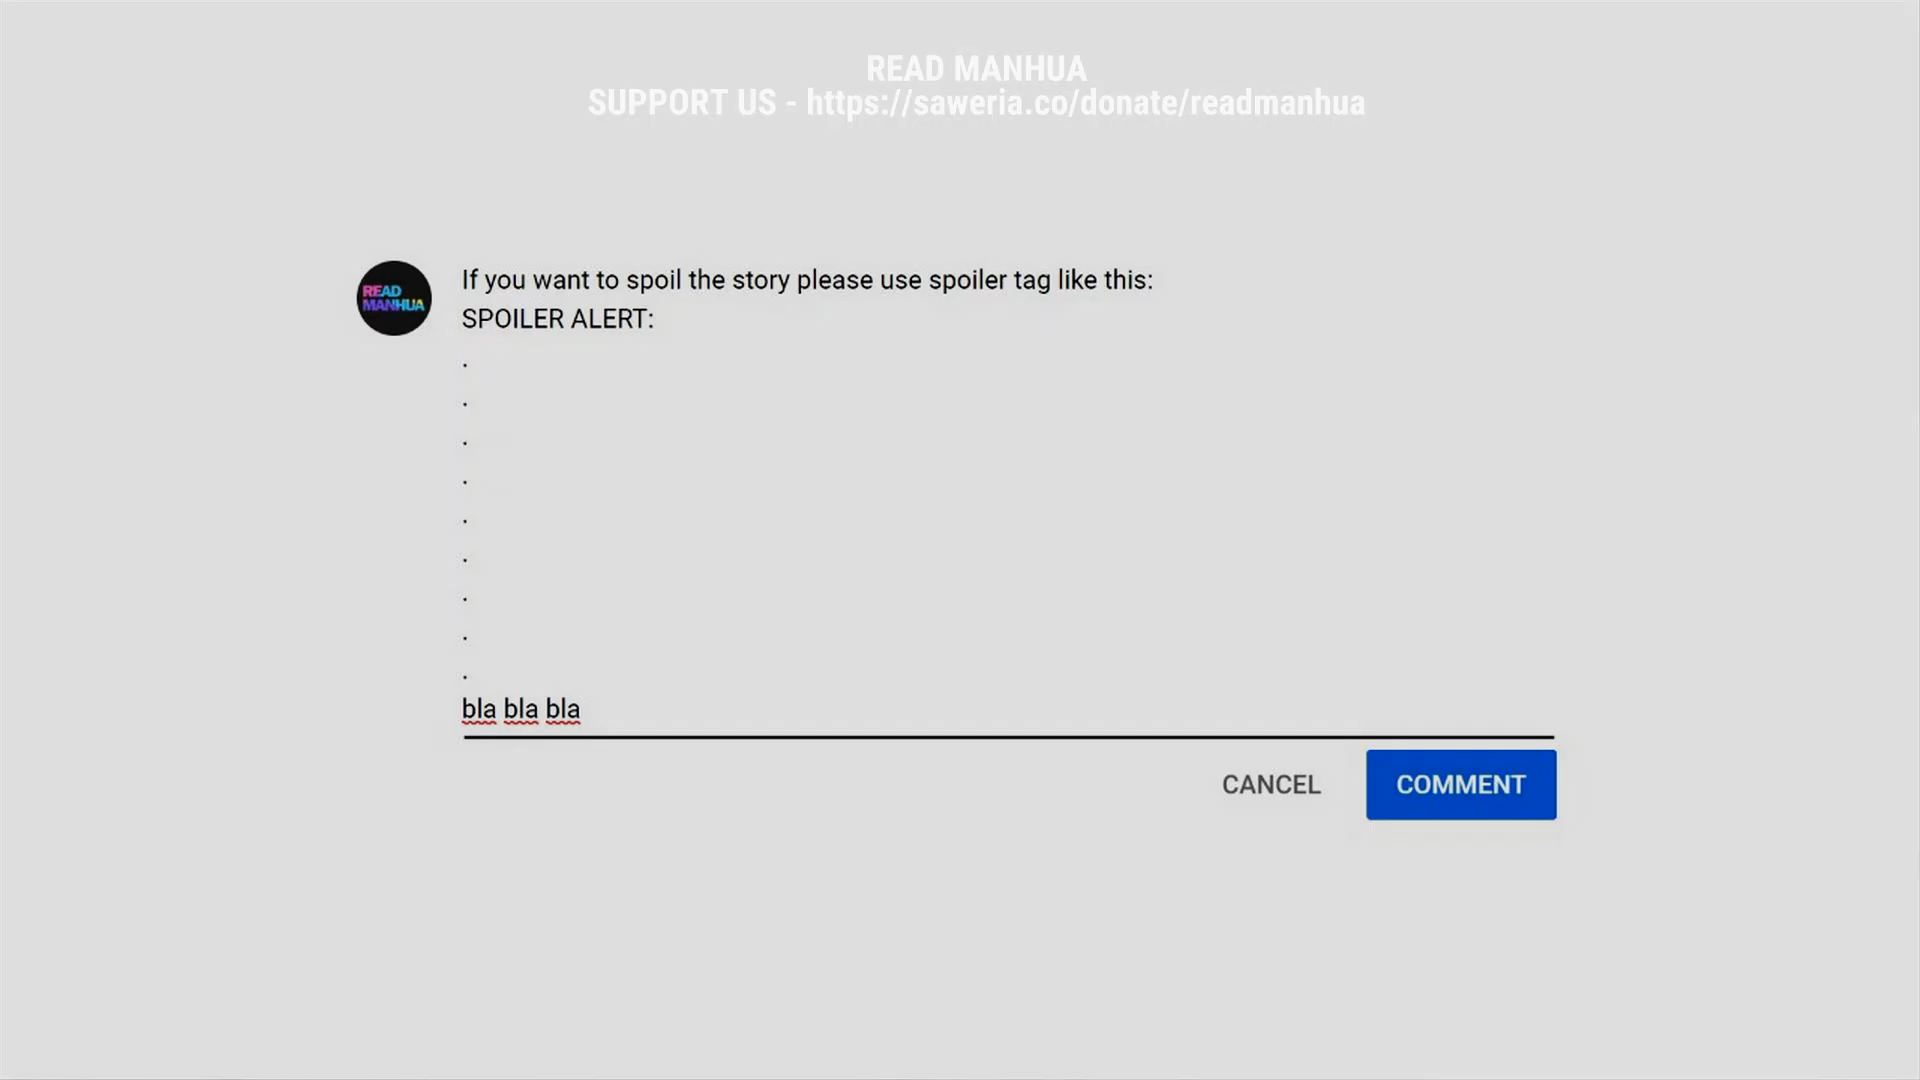 READ MANHUA
SUPPORT US - https://saweria.co/donate/readmanhua
READ
MANHUA
If you want to spoil the story please use spoiler tag like this:
SPOILER ALERT:
.
.
.
.
.
.
.
.
.
bla bla bla
CANCEL COMMENT